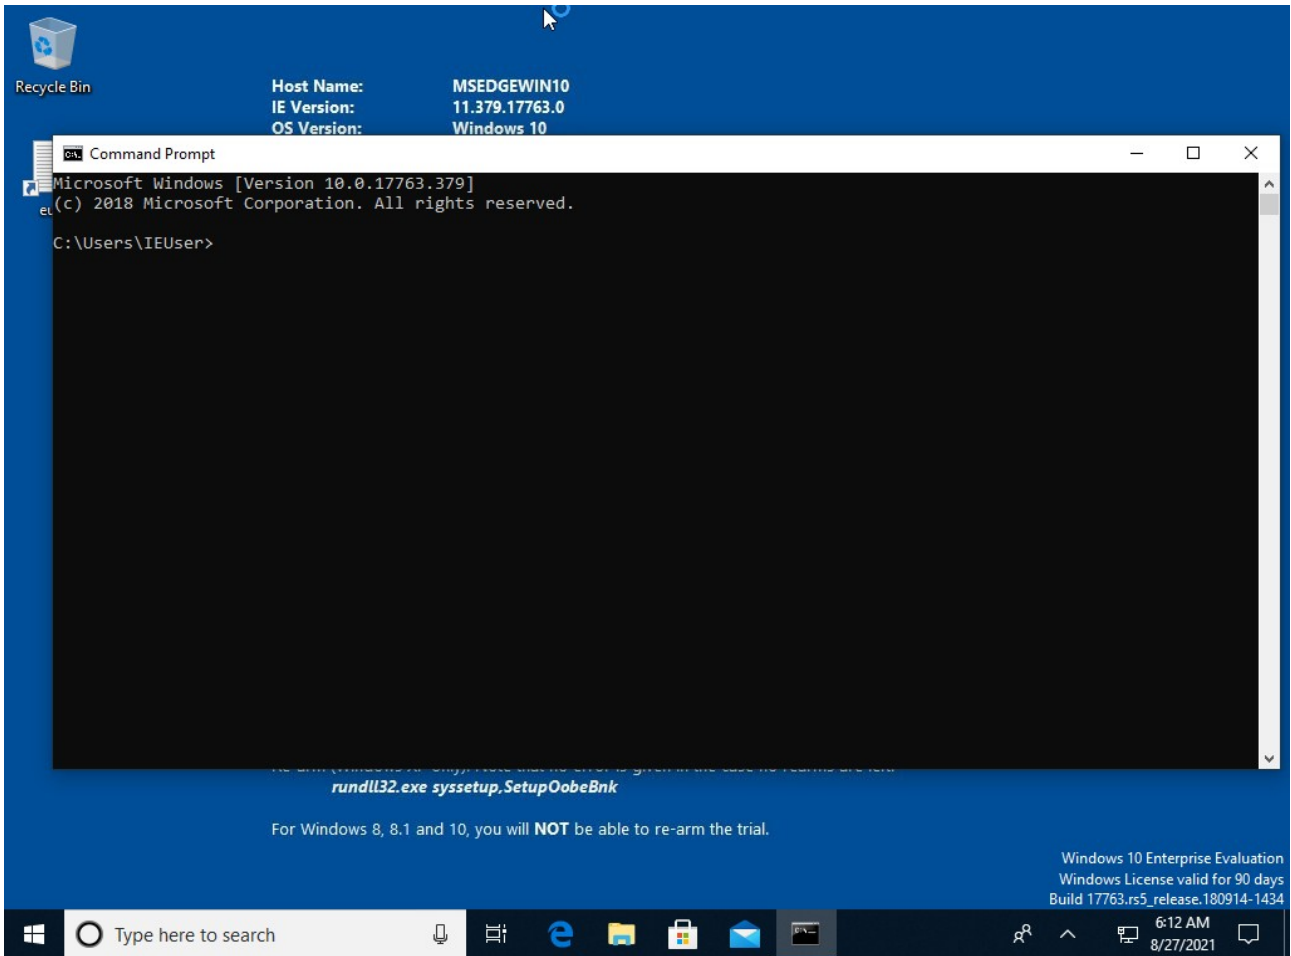 Recycle Bin
Host Name: MSEDGEWIN10
IE Version: 11.379.17763.0
OS Version: Windows 10
Command Prompt
Microsoft Windows [Version 10.0.17763.379]
(c) 2018 Microsoft Corporation. All rights reserved.
C:\Users\IEUser>
rundll32.exe syssetup,SetupOobeBnk
For Windows 8, 8.1 and 10, you will NOT be able to re-arm the trial.
Windows 10 Enterprise Evaluation
Windows License valid for 90 days
Build 17763.rs5_release.180914-1434
Type here to search
6:12 AM
8/27/2021